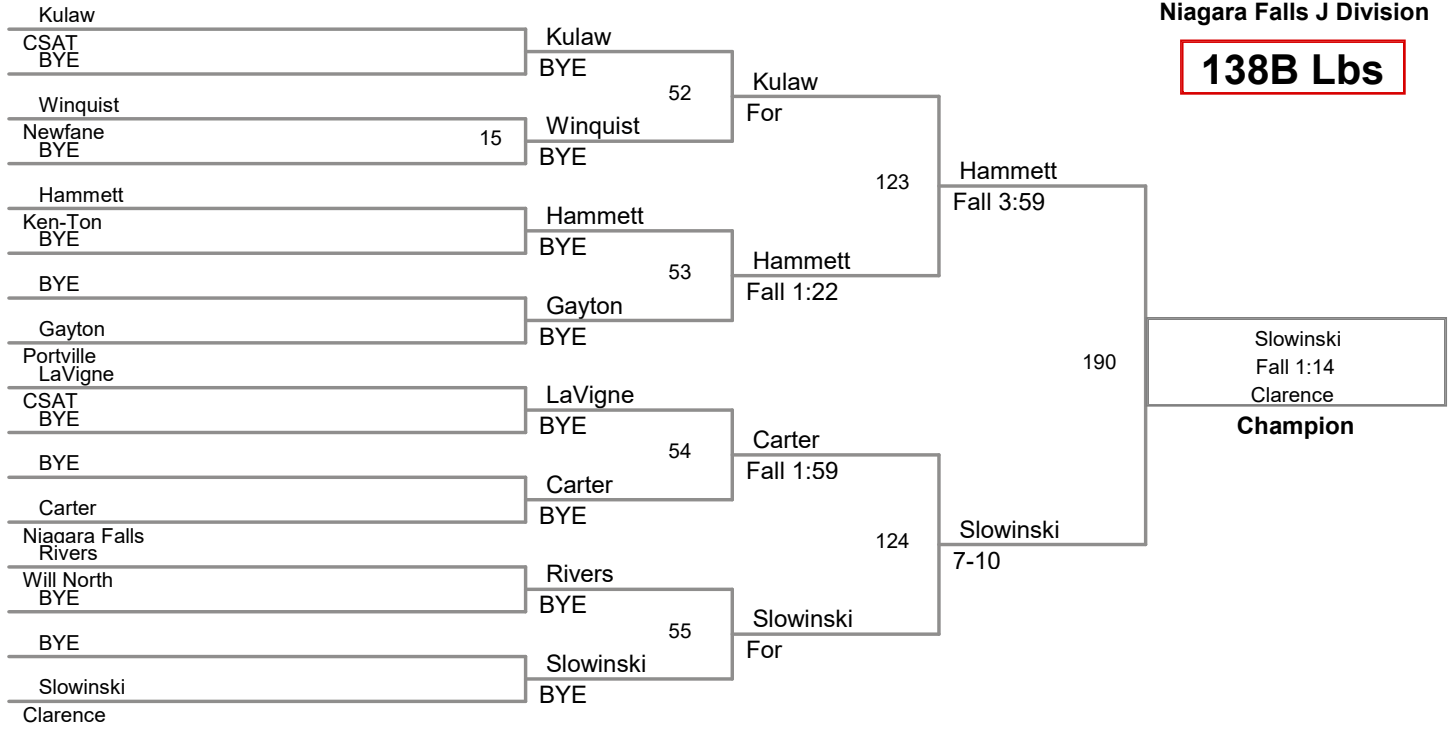 Niagara Falls J Division
138B Lbs
Kulaw
CSAT
BYE
Winquist
Newfane
BYE
15
Hammett
Ken-Ton
BYE
BYE
Gayton
Portville
LaVigne
CSAT
BYE
BYE
Carter
Niagara Falls
Rivers
Will North
BYE
BYE
Slowinski
Clarence
Kulaw
BYE
52
Winquist
BYE
Hammett
BYE
53
Gayton
BYE
LaVigne
BYE
54
Carter
BYE
Rivers
BYE
55
Slowinski
BYE
Kulaw
For
123
Hammett
Fall 1:22
Carter
Fall 1:59
124
Slowinski
For
Hammett
Fall 3:59
190
Slowinski
7-10
Slowinski
Fall 1:14
Clarence
Champion